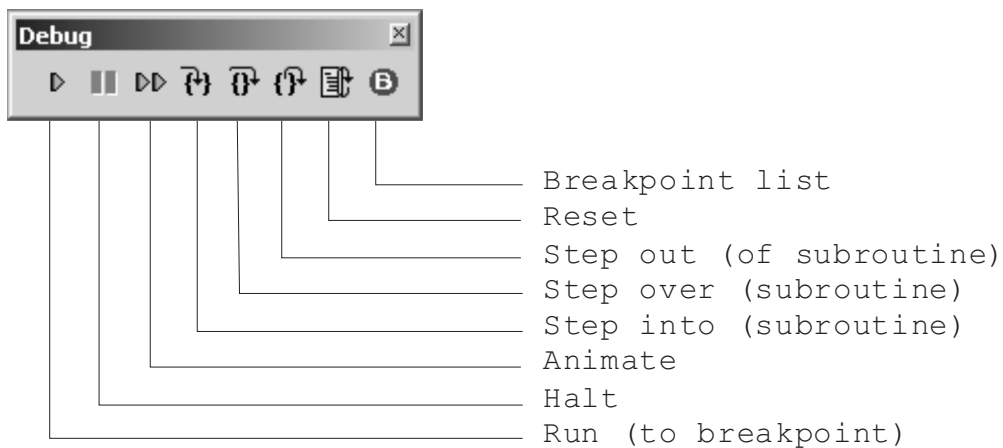 Debug
B
Breakpoint list
Reset
Step out (of subroutine)
Step over (subroutine)
Step into (subroutine)
Animate
Halt
Run (to breakpoint)